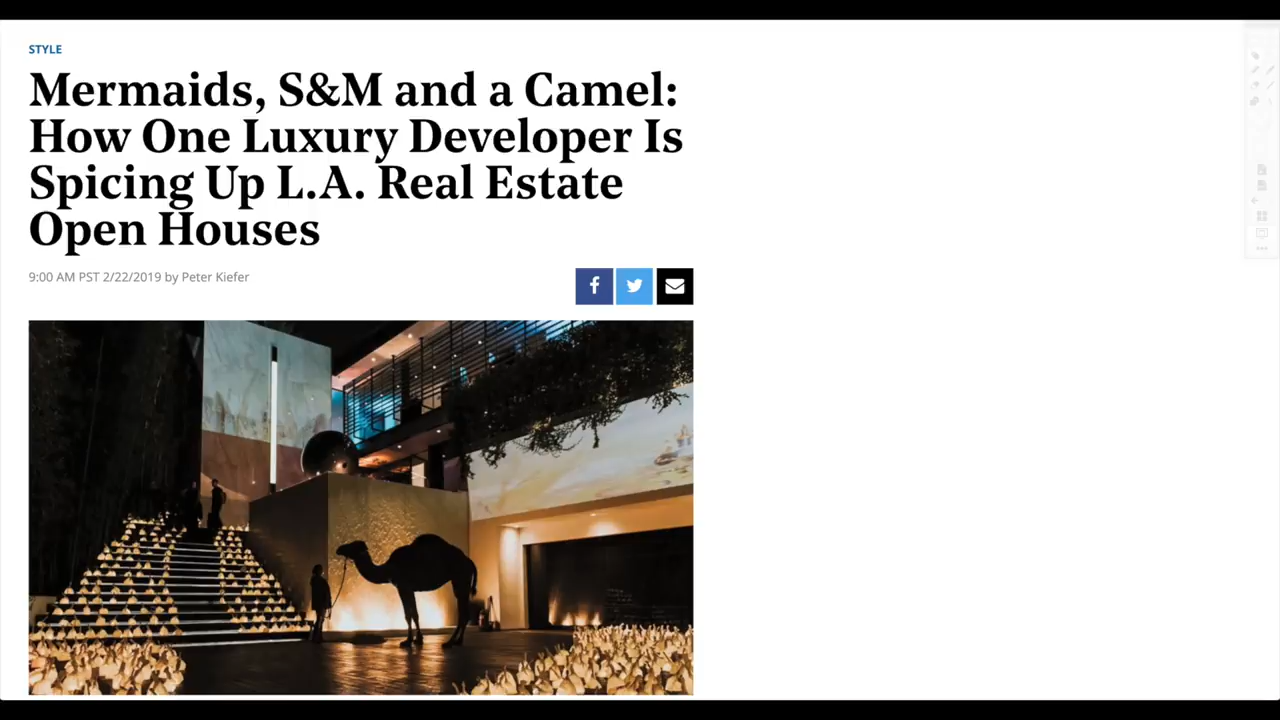 STYLE
Mermaids, S&M and a Camel:
How One Luxury Developer Is
Spicing Up L.A. Real Estate
Open Houses
9:00 AM PST 2/22/2019 by Peter Kiefer